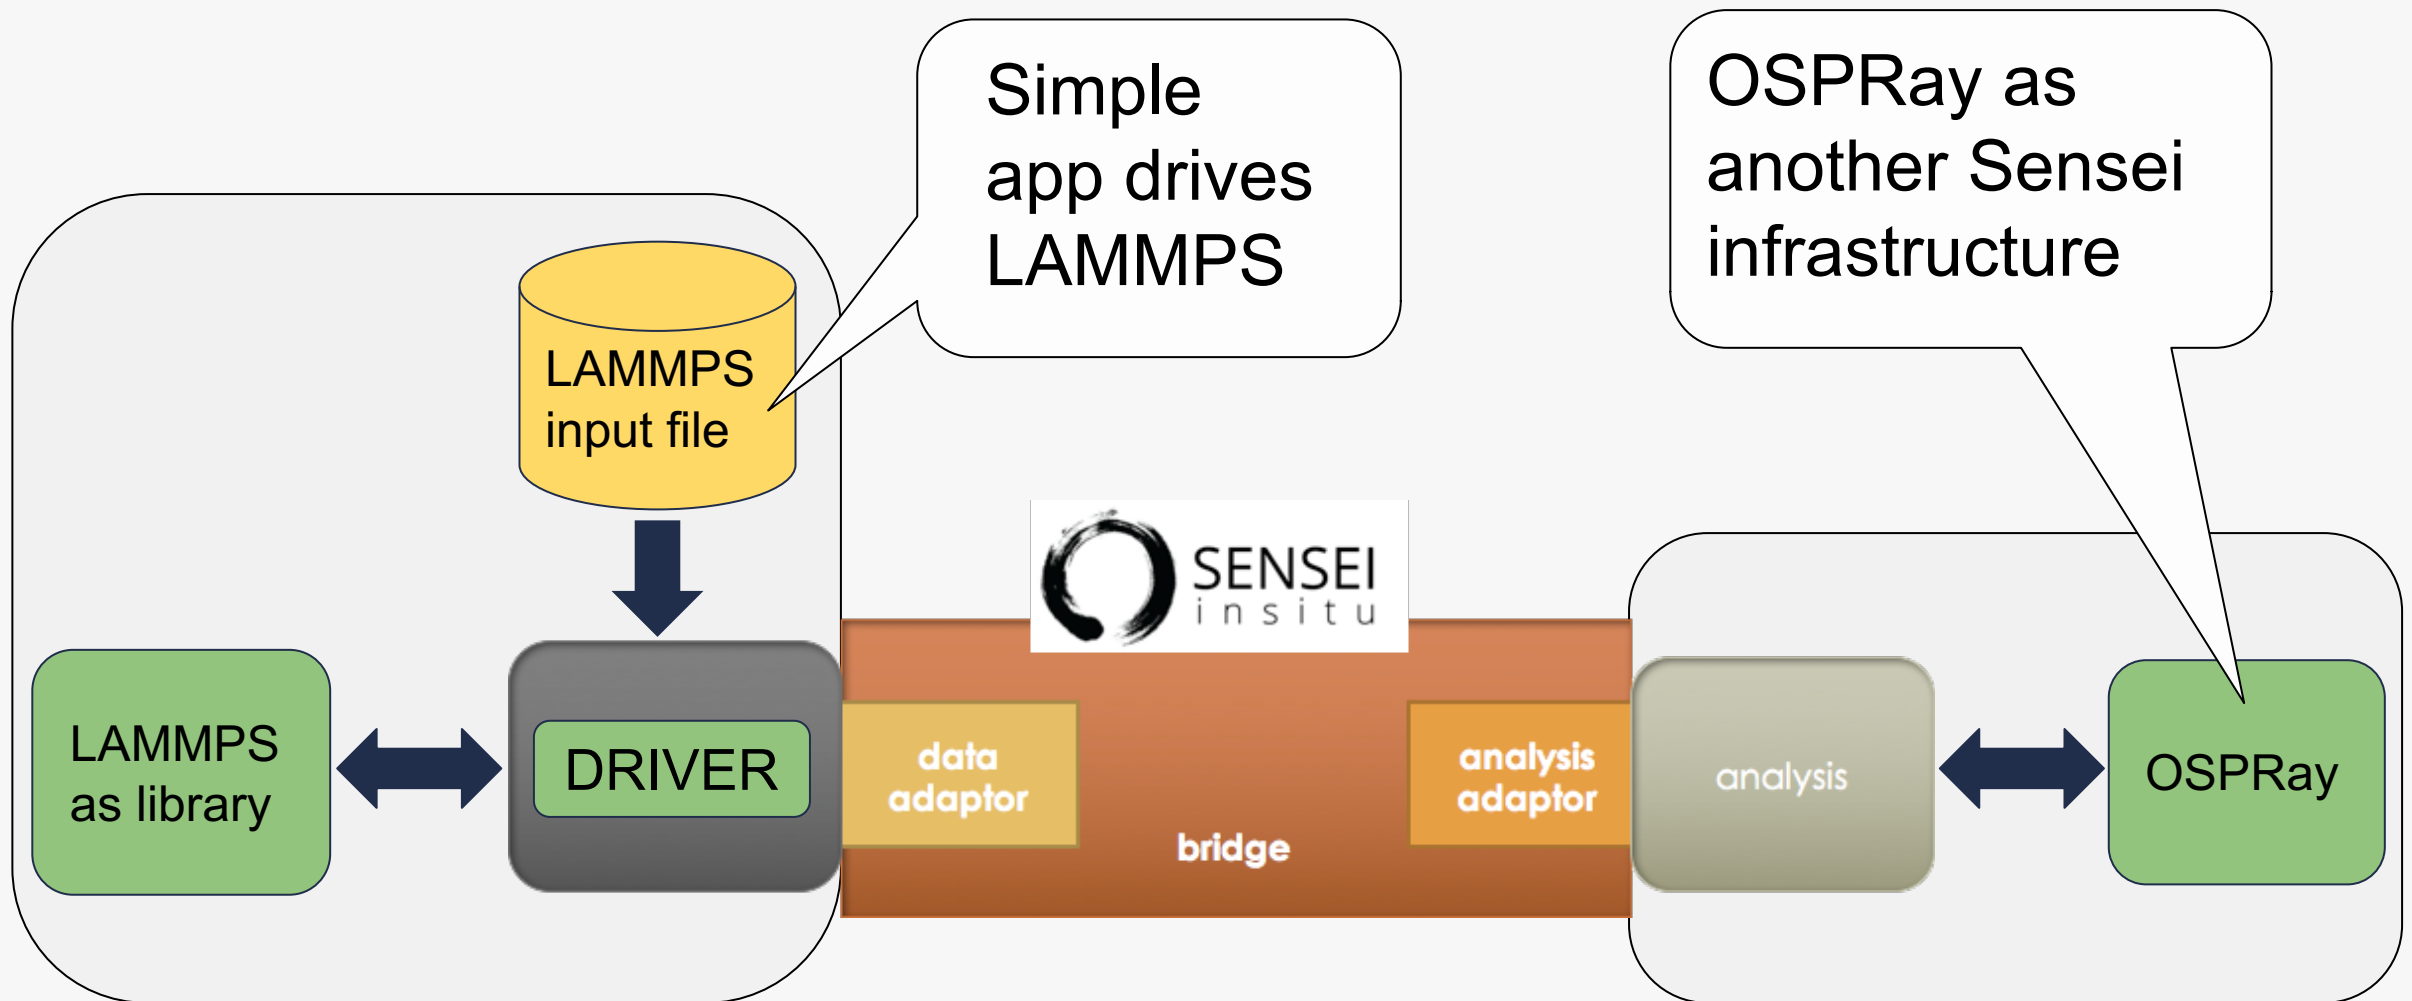 Simple
app drives
LAMMPS
OSPRay as
another Sensei
infrastructure
LAMMPS
input file
SENSEI
insitu
LAMMPS
as library
DRIVER
data
adaptor
bridge
analysis
adaptor
analysis
OSPRay